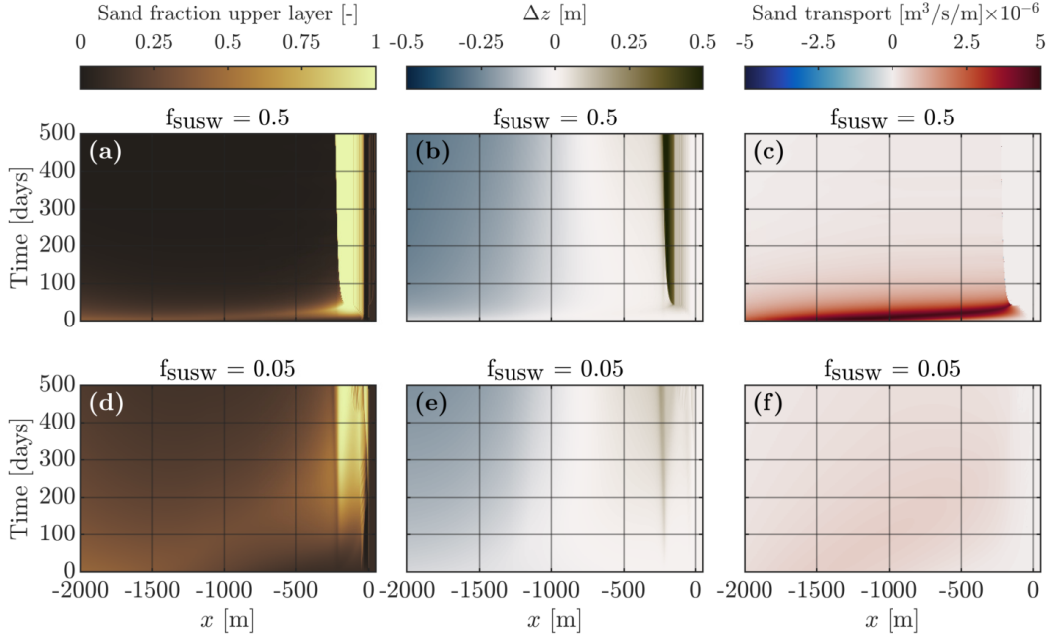 Sand fraction upper layer [-] Δz [m] Sand transport [m³/s/m]×10⁻⁶
0 0.25 0.5 0.75 1 -0.5 -0.25 0 0.25 0.5 -5 -2.5 0 2.5 5
f_susw = 0.5 f_susw = 0.5 f_susw = 0.5
(a) (b) (c)
Time [days]
500
400
300
200
100
0
f_susw = 0.05 f_susw = 0.05 f_susw = 0.05
(d) (e) (f)
Time [days]
500
400
300
200
100
0
-2000 -1500 -1000 -500 0 -2000 -1500 -1000 -500 0 -2000 -1500 -1000 -500 0
x [m] x [m] x [m]